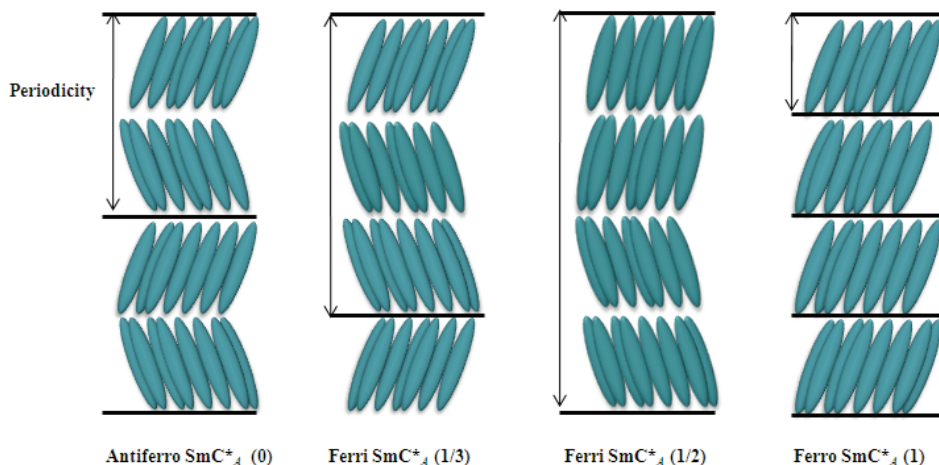 Periodicity
Antiferro SmC*A (0)
Ferri SmC*A (1/3)
Ferri SmC*A (1/2)
Ferro SmC*A (1)